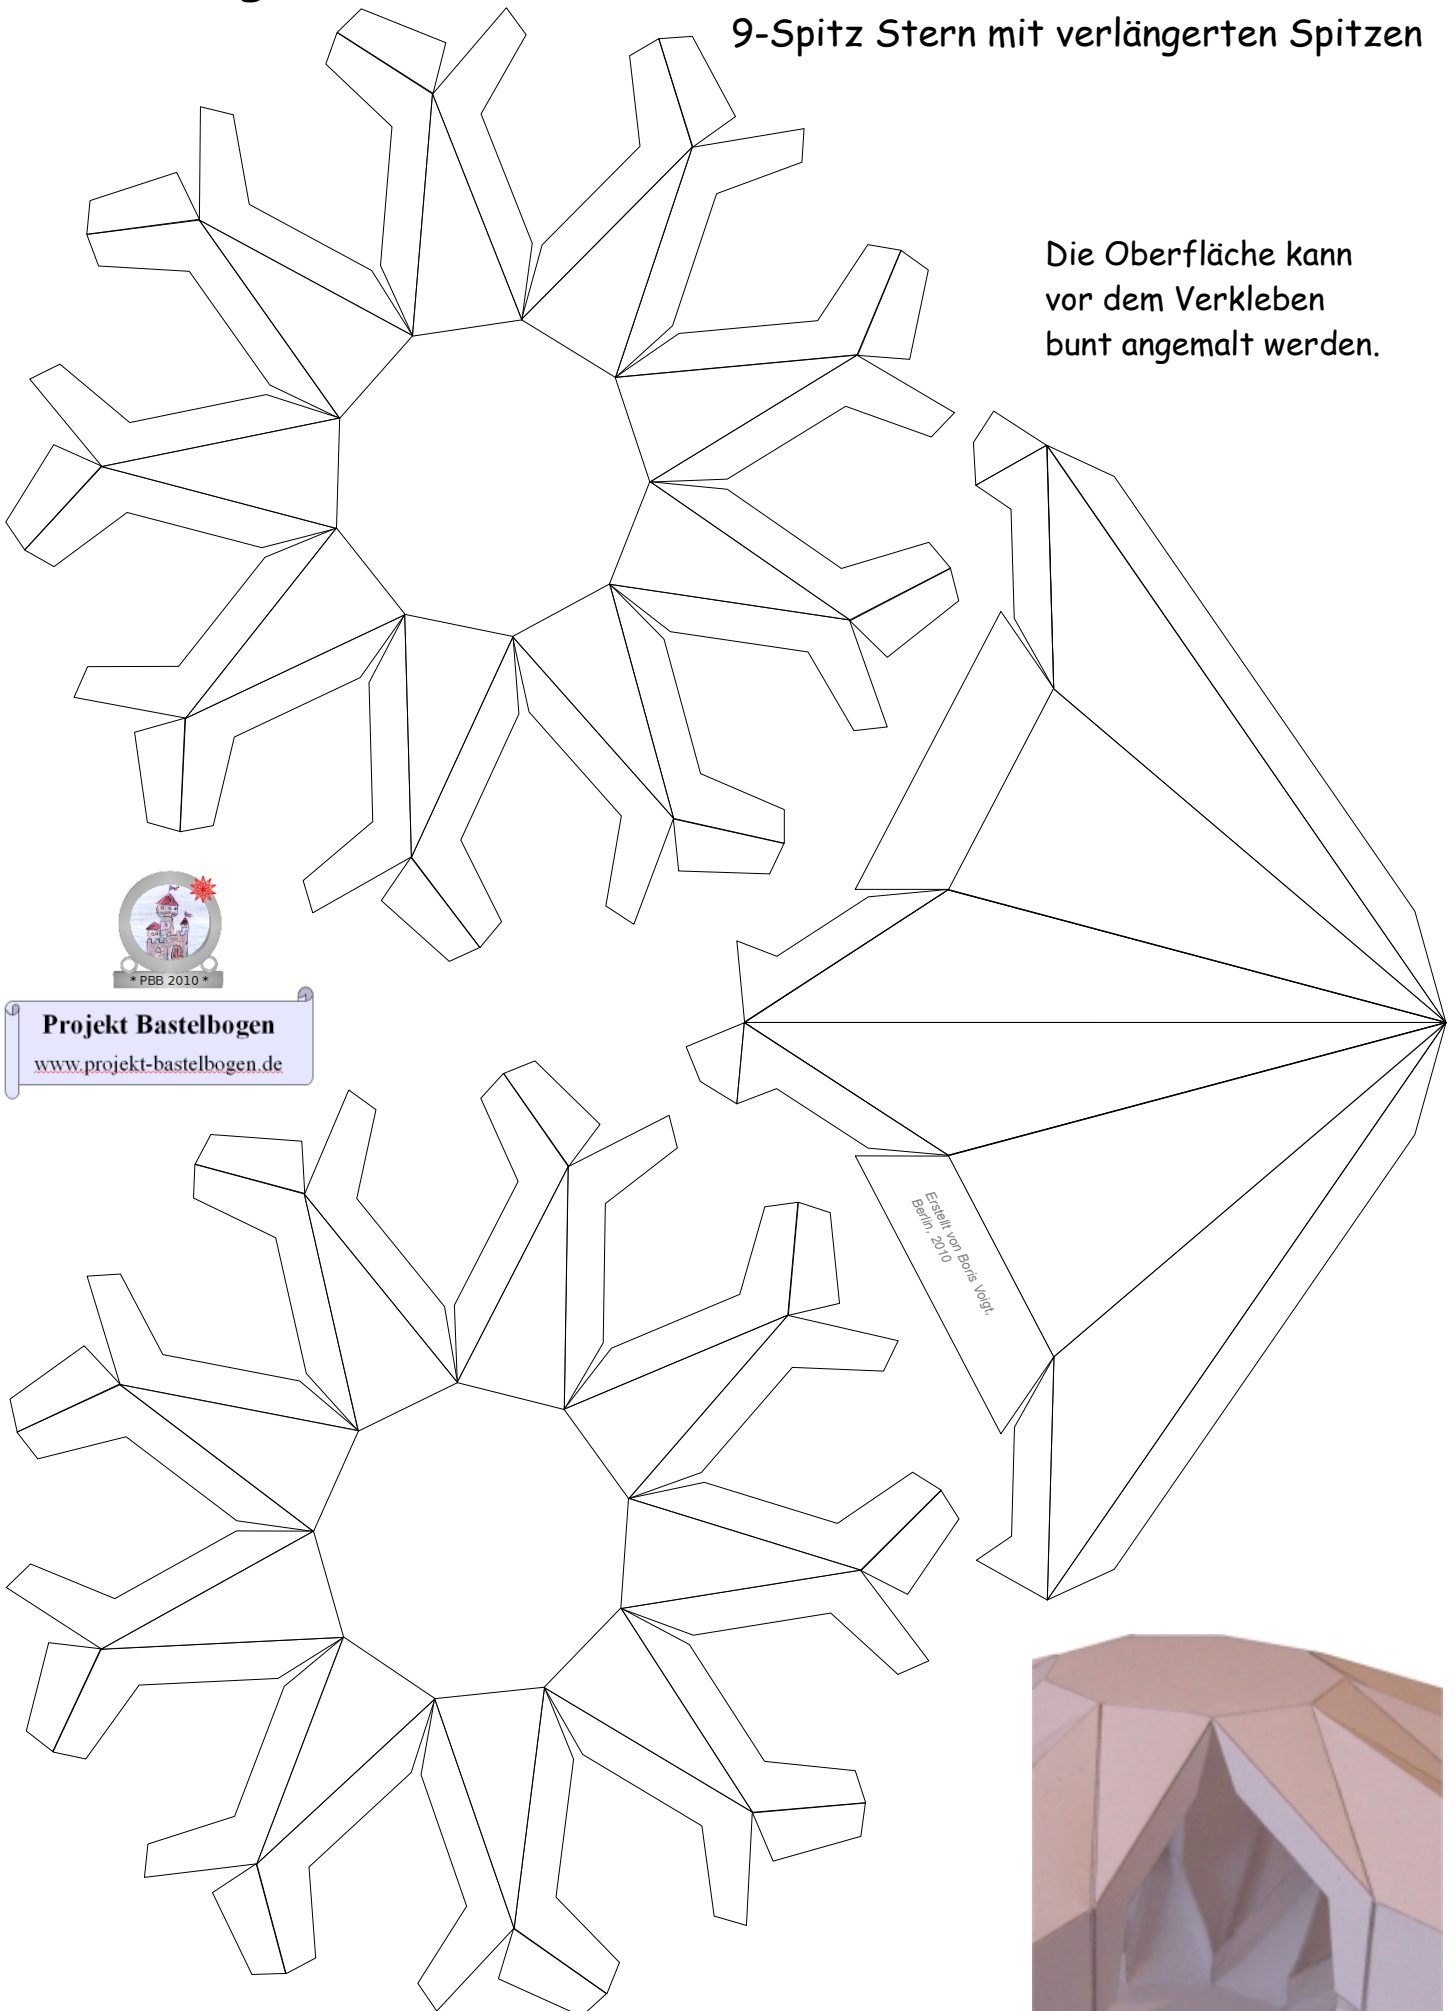 9-Spitz Stern mit verlängerten Spitzen
Die Oberfläche kann
vor dem Verkleben
bunt angemalt werden.
* PBB 2010 *
Projekt Bastelbogen
www.projekt-bastelbogen.de
Erstellt von Boris Voigt,
Berlin, 2010